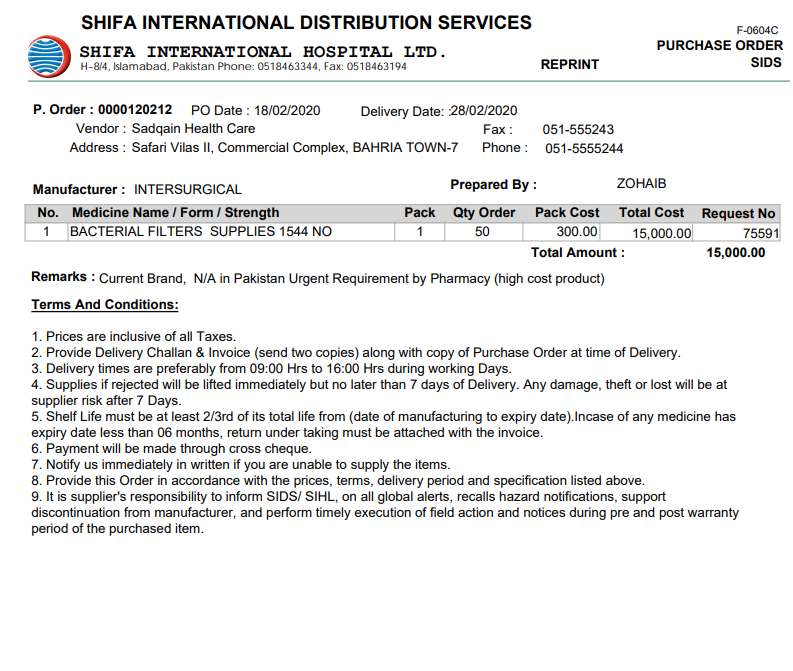 SHIFA INTERNATIONAL DISTRIBUTION SERVICES
F-0604C
SHIFA INTERNATIONAL HOSPITAL LTD.
PURCHASE ORDER
H-8/4, Islamabad, Pakistan Phone: 0518463344, Fax: 0518463194
REPRINT
SIDS
P. Order : 0000120212 PO Date : 18/02/2020 Delivery Date: :28/02/2020
Vendor : Sadqain Health Care Fax : 051-555243
Address : Safari Vilas II, Commercial Complex, BAHRIA TOWN-7 Phone : 051-5555244
Manufacturer : INTERSURGICAL Prepared By : ZOHAIB
No. Medicine Name / Form / Strength Pack Qty Order Pack Cost Total Cost Request No
1 BACTERIAL FILTERS SUPPLIES 1544 NO 1 50 300.00 15,000.00 75591
Total Amount : 15,000.00
Remarks : Current Brand, N/A in Pakistan Urgent Requirement by Pharmacy (high cost product)
Terms And Conditions:
1. Prices are inclusive of all Taxes.
2. Provide Delivery Challan & Invoice (send two copies) along with copy of Purchase Order at time of Delivery.
3. Delivery times are preferably from 09:00 Hrs to 16:00 Hrs during working Days.
4. Supplies if rejected will be lifted immediately but no later than 7 days of Delivery. Any damage, theft or lost will be at
supplier risk after 7 Days.
5. Shelf Life must be at least 2/3rd of its total life from (date of manufacturing to expiry date).Incase of any medicine has
expiry date less than 06 months, return under taking must be attached with the invoice.
6. Payment will be made through cross cheque.
7. Notify us immediately in written if you are unable to supply the items.
8. Provide this Order in accordance with the prices, terms, delivery period and specification listed above.
9. It is supplier's responsibility to inform SIDS/ SIHL, on all global alerts, recalls hazard notifications, support
discontinuation from manufacturer, and perform timely execution of field action and notices during pre and post warranty
period of the purchased item.